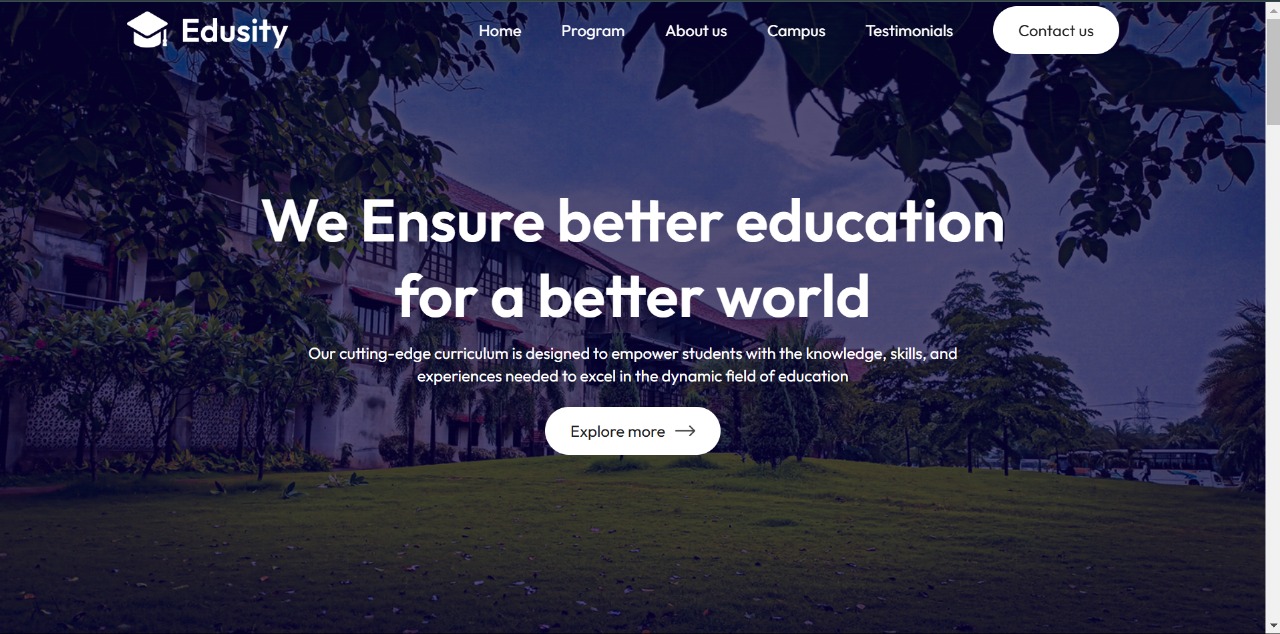 Edusity
Home Program About us Campus Testimonials Contact us
We Ensure better education
for a better world
Our cutting-edge curriculum is designed to empower students with the knowledge, skills, and
experiences needed to excel in the dynamic field of education
Explore more